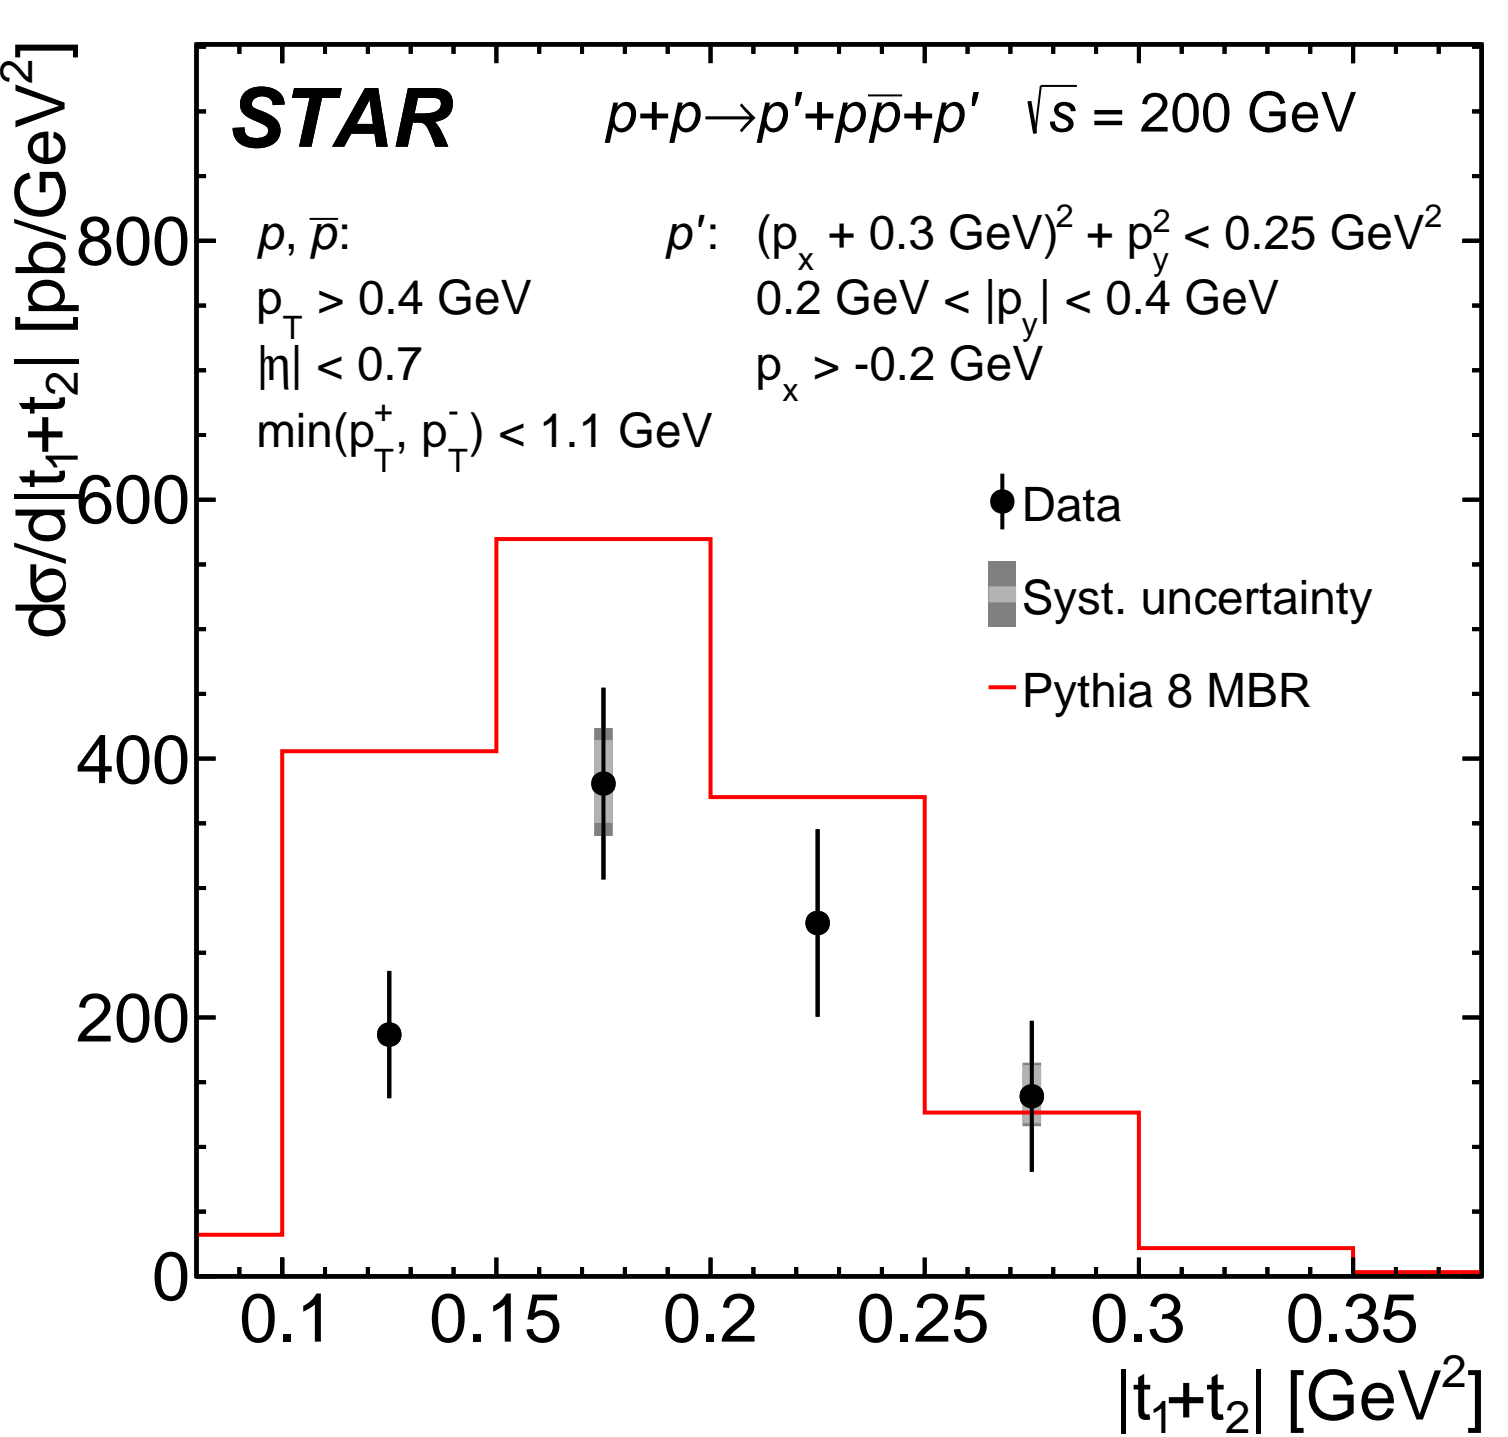 dσ/d|t₁+t₂| [pb/GeV²]
STAR p+p→p′+pp̅+p′ √s = 200 GeV
p, p̅:
p_T > 0.4 GeV
|η| < 0.7
min(p_T⁺, p_T⁻) < 1.1 GeV
p′: (p_x + 0.3 GeV)² + p_y² < 0.25 GeV²
0.2 GeV < |p_y| < 0.4 GeV
p_x > -0.2 GeV
Data
Syst. uncertainty
Pythia 8 MBR
800
600
400
200
0
0.1 0.15 0.2 0.25 0.3 0.35
|t₁+t₂| [GeV²]